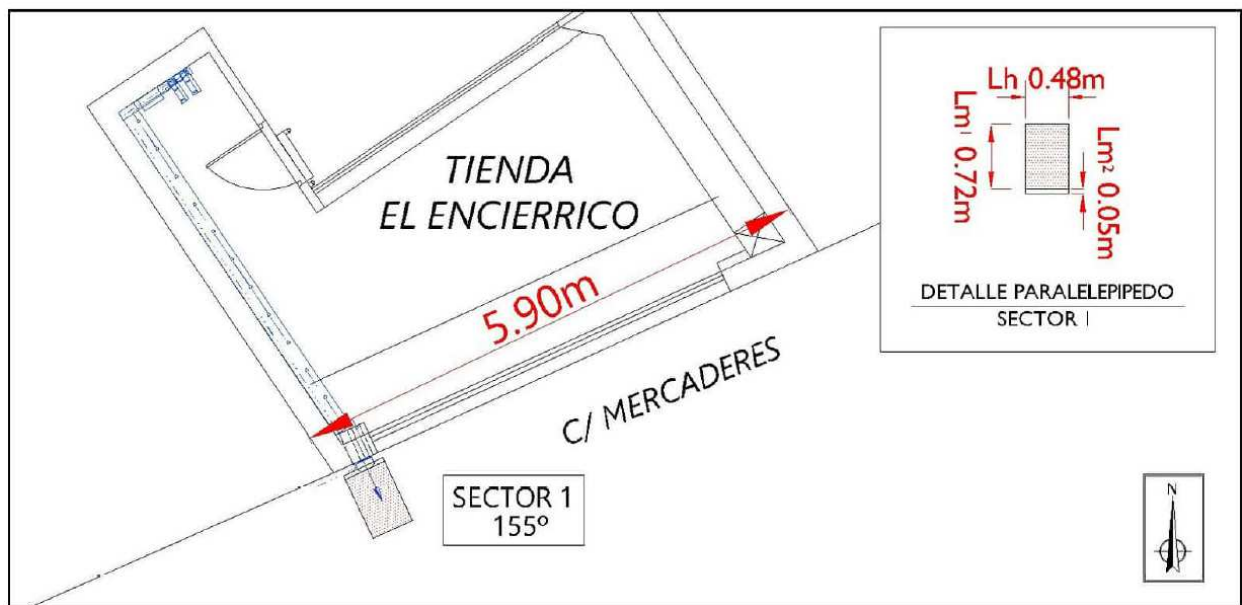 TIENDA
EL ENCIERRICO
5.90m
C/ MERCADERES
SECTOR 1
155º
Lh 0.48m
Lm¹ 0.72m
Lm² 0.05m
DETALLE PARALELEPIPEDO
SECTOR 1
N